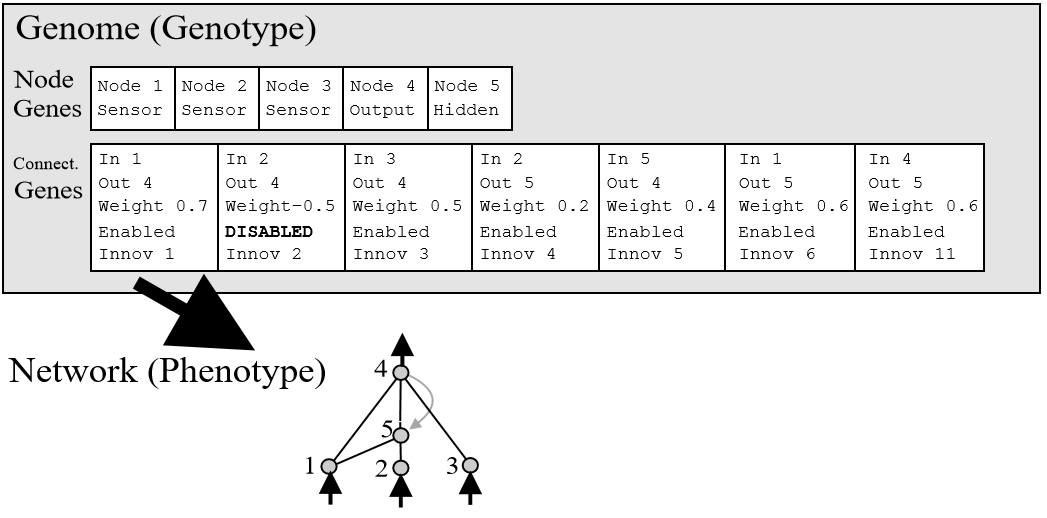 Genome (Genotype)
Node Genes
Node 1 Node 2 Node 3 Node 4 Node 5
Sensor Sensor Sensor Output Hidden
Connect. Genes
In 1 In 2 In 3 In 2 In 5 In 1 In 4
Out 4 Out 4 Out 4 Out 5 Out 4 Out 5 Out 5
Weight 0.7 Weight-0.5 Weight 0.5 Weight 0.2 Weight 0.4 Weight 0.6 Weight 0.6
Enabled DISABLED Enabled Enabled Enabled Enabled Enabled
Innov 1 Innov 2 Innov 3 Innov 4 Innov 5 Innov 6 Innov 11
Network (Phenotype)
4
5
1 2 3